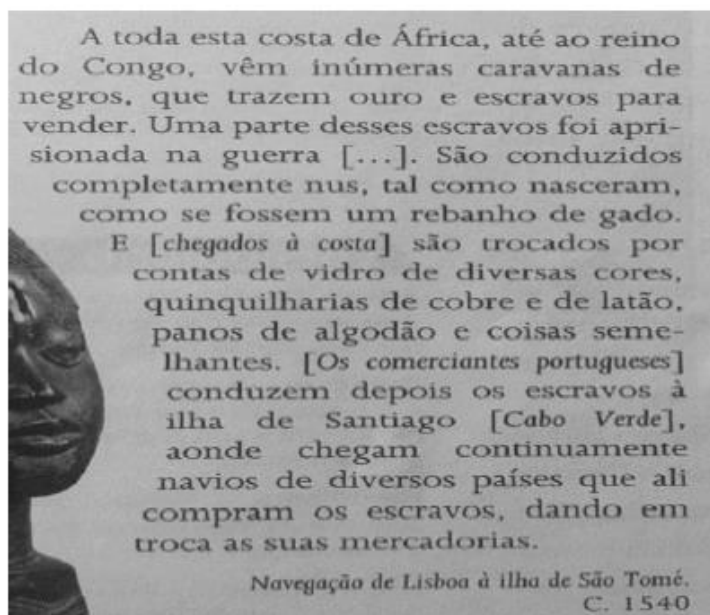 A toda esta costa de África, até ao reino
do Congo, vêm inúmeras caravanas de
negros, que trazem ouro e escravos para
vender. Uma parte desses escravos foi apri-
sionada na guerra [...]. São conduzidos
completamente nus, tal como nasceram,
como se fossem um rebanho de gado.
E [chegados à costa] são trocados por
contas de vidro de diversas cores,
quinquilharias de cobre e de latão,
panos de algodão e coisas seme-
lhantes. [Os comerciantes portugueses]
conduzem depois os escravos à
ilha de Santiago [Cabo Verde],
aonde chegam continuamente
navios de diversos países que ali
compram os escravos, dando em
troca as suas mercadorias.
Navegação de Lisboa à ilha de São Tomé.
C. 1540